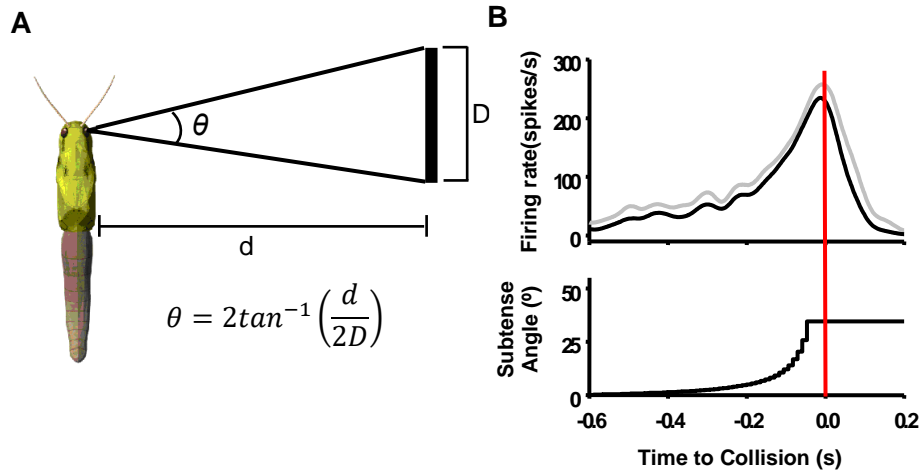 A
θ
D
d
θ = 2tan⁻¹(d/2D)
B
Firing rate(spikes/s)
300
200
100
0
Subtense
Angle (º)
50
25
0
-0.6 -0.4 -0.2 0.0 0.2
Time to Collision (s)